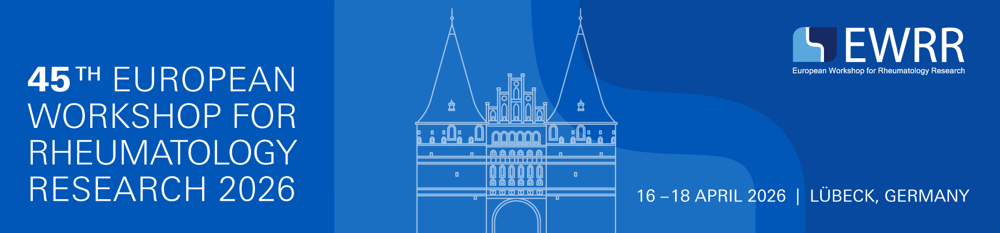 45TH EUROPEAN
WORKSHOP FOR
RHEUMATOLOGY
RESEARCH 2026
EWRR
European Workshop for Rheumatology Research
16 – 18 APRIL 2026 | LÜBECK, GERMANY